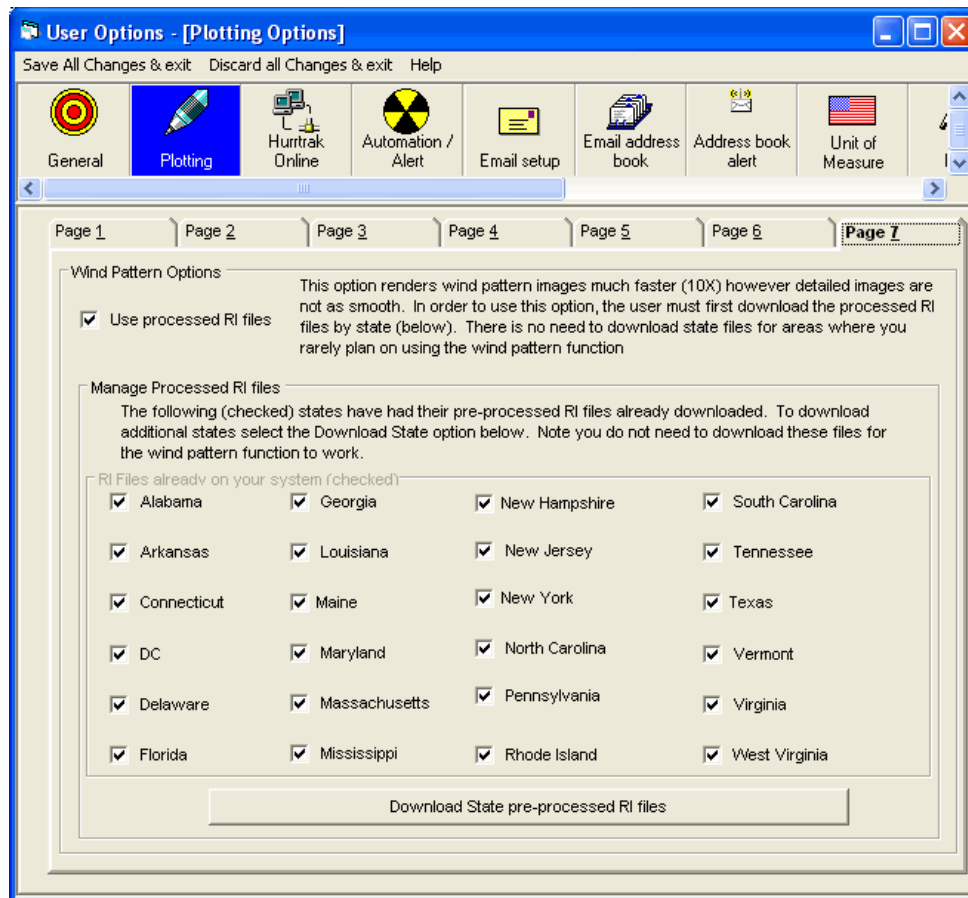 User Options - [Plotting Options]
Save All Changes & exit Discard all Changes & exit Help
General
Plotting
Hurrtrak
Online
Automation /
Alert
Email setup
Email address
book
Address book
alert
Unit of
Measure
Page 1 Page 2 Page 3 Page 4 Page 5 Page 6 Page 7
Wind Pattern Options
Use processed RI files
This option renders wind pattern images much faster (10X) however detailed images are
not as smooth. In order to use this option, the user must first download the processed RI
files by state (below). There is no need to download state files for areas where you
rarely plan on using the wind pattern function
Manage Processed RI files
The following (checked) states have had their pre-processed RI files already downloaded. To download
additional states select the Download State option below. Note you do not need to download these files for
the wind pattern function to work.
RI Files already on your system (checked)
Alabama Georgia New Hampshire South Carolina
Arkansas Louisiana New Jersey Tennessee
Connecticut Maine New York Texas
DC Maryland North Carolina Vermont
Delaware Massachusetts Pennsylvania Virginia
Florida Mississippi Rhode Island West Virginia
Download State pre-processed RI files